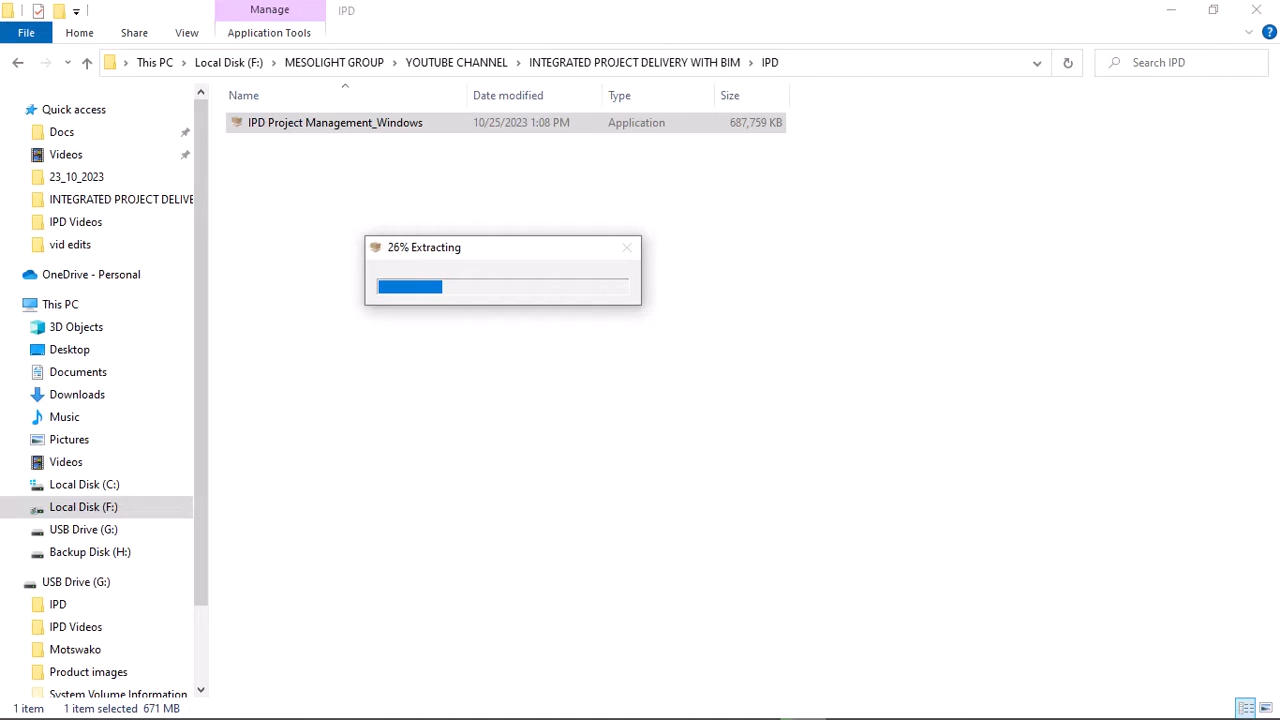 Manage
IPD
File
Home
Share
View
Application Tools
This PC
Local Disk (F:)
MESOLIGHT GROUP
YOUTUBE CHANNEL
INTEGRATED PROJECT DELIVERY WITH BIM
IPD
Search IPD
Name
Date modified
Type
Size
IPD Project Management_Windows
10/25/2023 1:08 PM
Application
687,759 KB
26% Extracting
Quick access
Docs
Videos
23_10_2023
INTEGRATED PROJECT DELIVE
IPD Videos
vid edits
OneDrive - Personal
This PC
3D Objects
Desktop
Documents
Downloads
Music
Pictures
Videos
Local Disk (C:)
Local Disk (F:)
USB Drive (G:)
Backup Disk (H:)
USB Drive (G:)
IPD
IPD Videos
Motswako
Product images
System Volume Information
1 item
1 item selected 671 MB